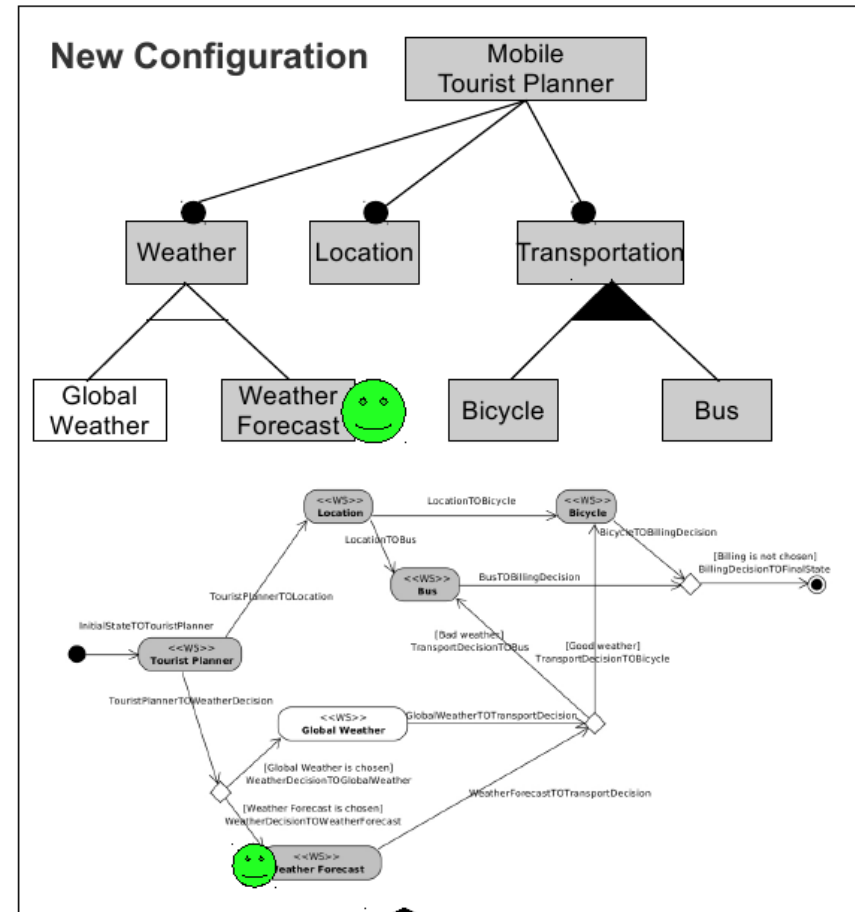 New Configuration
Mobile
Tourist Planner
Weather
Location
Transportation
Global
Weather
Weather
Forecast
Bicycle
Bus
<<WS>>
Location
LocationTOBicycle
<<WS>>
Bicycle
LocationTOBus
BicycleTOBillingDecision
[Billing is not chosen]
BillingDecisionTOFinalState
<<WS>>
Bus
BusTOBillingDecision
TouristPlannerTOLocation
InitialStateTOTouristPlanner
[Bad weather]
TransportDecisionTOBus
[Good weather]
TransportDecisionTOBicycle
<<WS>>
Tourist Planner
TouristPlannerTOWeatherDecision
<<WS>>
Global Weather
GlobalWeatherTOTransportDecision
[Global Weather is chosen]
WeatherDecisionTOGlobalWeather
[Weather Forecast is chosen]
WeatherDecisionTOWeatherForecast
WeatherForecastTOTransportDecision
<<WS>>
eather Forecast